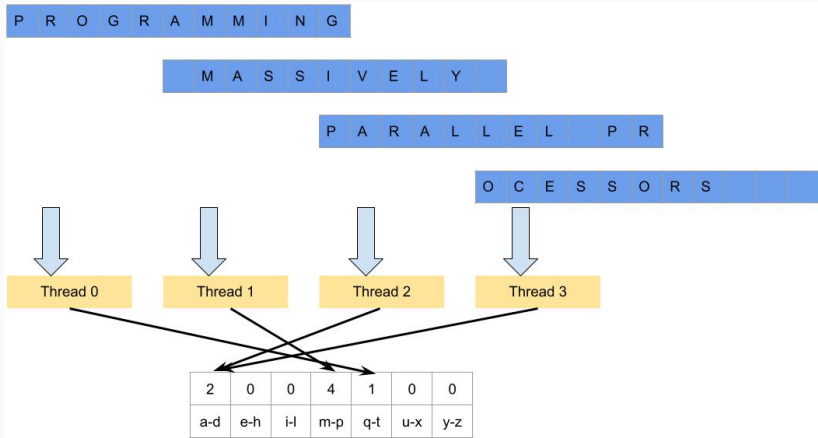 P R O G R A M M I N G
M A S S I V E L Y
P A R A L L E L P R
O C E S S O R S
Thread 0 Thread 1 Thread 2 Thread 3
2 0 0 4 1 0 0
a-d e-h i-l m-p q-t u-x y-z